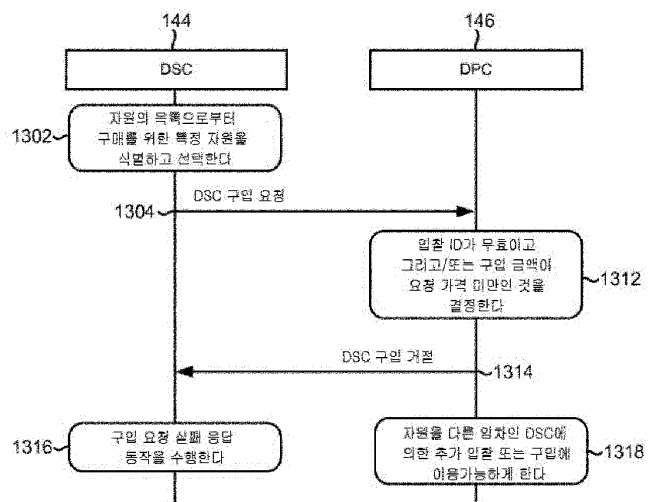 144
146
DSC
DPC
1302
자원의 목록으로부터
구매를 위한 특정 자원을
식별하고 선택한다
DSC 구입 요청
1304
입찰 ID가 무효이고
그리고/또는 구입 금액이
요청 가격 미만인 것을
결정한다
1312
DSC 구입 거절
1314
1316
구입 요청 실패 응답
동작을 수행한다
자원을 다른 임차인 DSC에
의한 추가 입찰 또는 구입에
이용가능하게 한다
1318